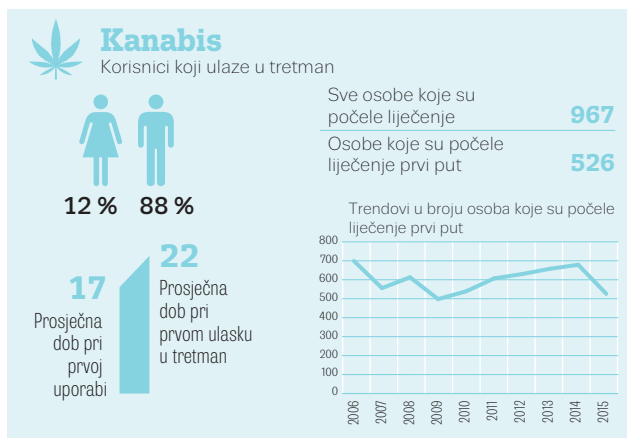 Kanabis
Korisnici koji ulaze u tretman
12 % 88 %
17
Prosječna
dob pri
prvoj
uporabi
22
Prosječna
dob pri
prvom ulasku
u tretman
Sve osobe koje su
počele liječenje 967
Osobe koje su počele
liječenje prvi put 526
Trendovi u broju osoba koje su počele
liječenje prvi put
800
700
600
500
400
300
200
100
0
2006 2007 2008 2009 2010 2011 2012 2013 2014 2015